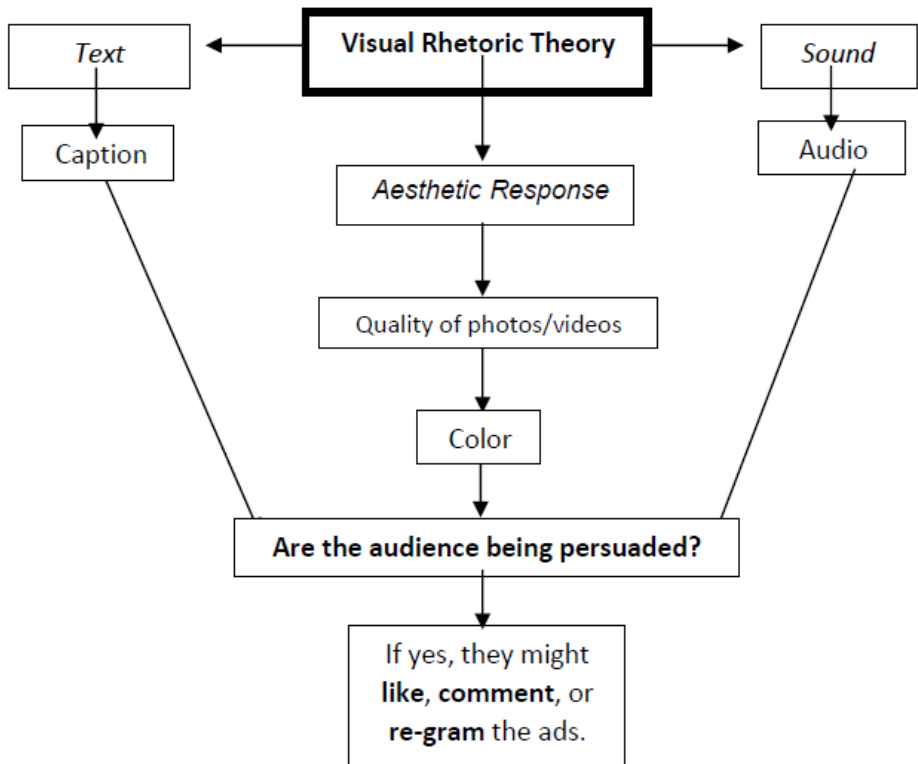 Visual Rhetoric Theory
Text
Sound
Caption
Audio
Aesthetic Response
Quality of photos/videos
Color
Are the audience being persuaded?
If yes, they might
like, comment, or
re-gram the ads.